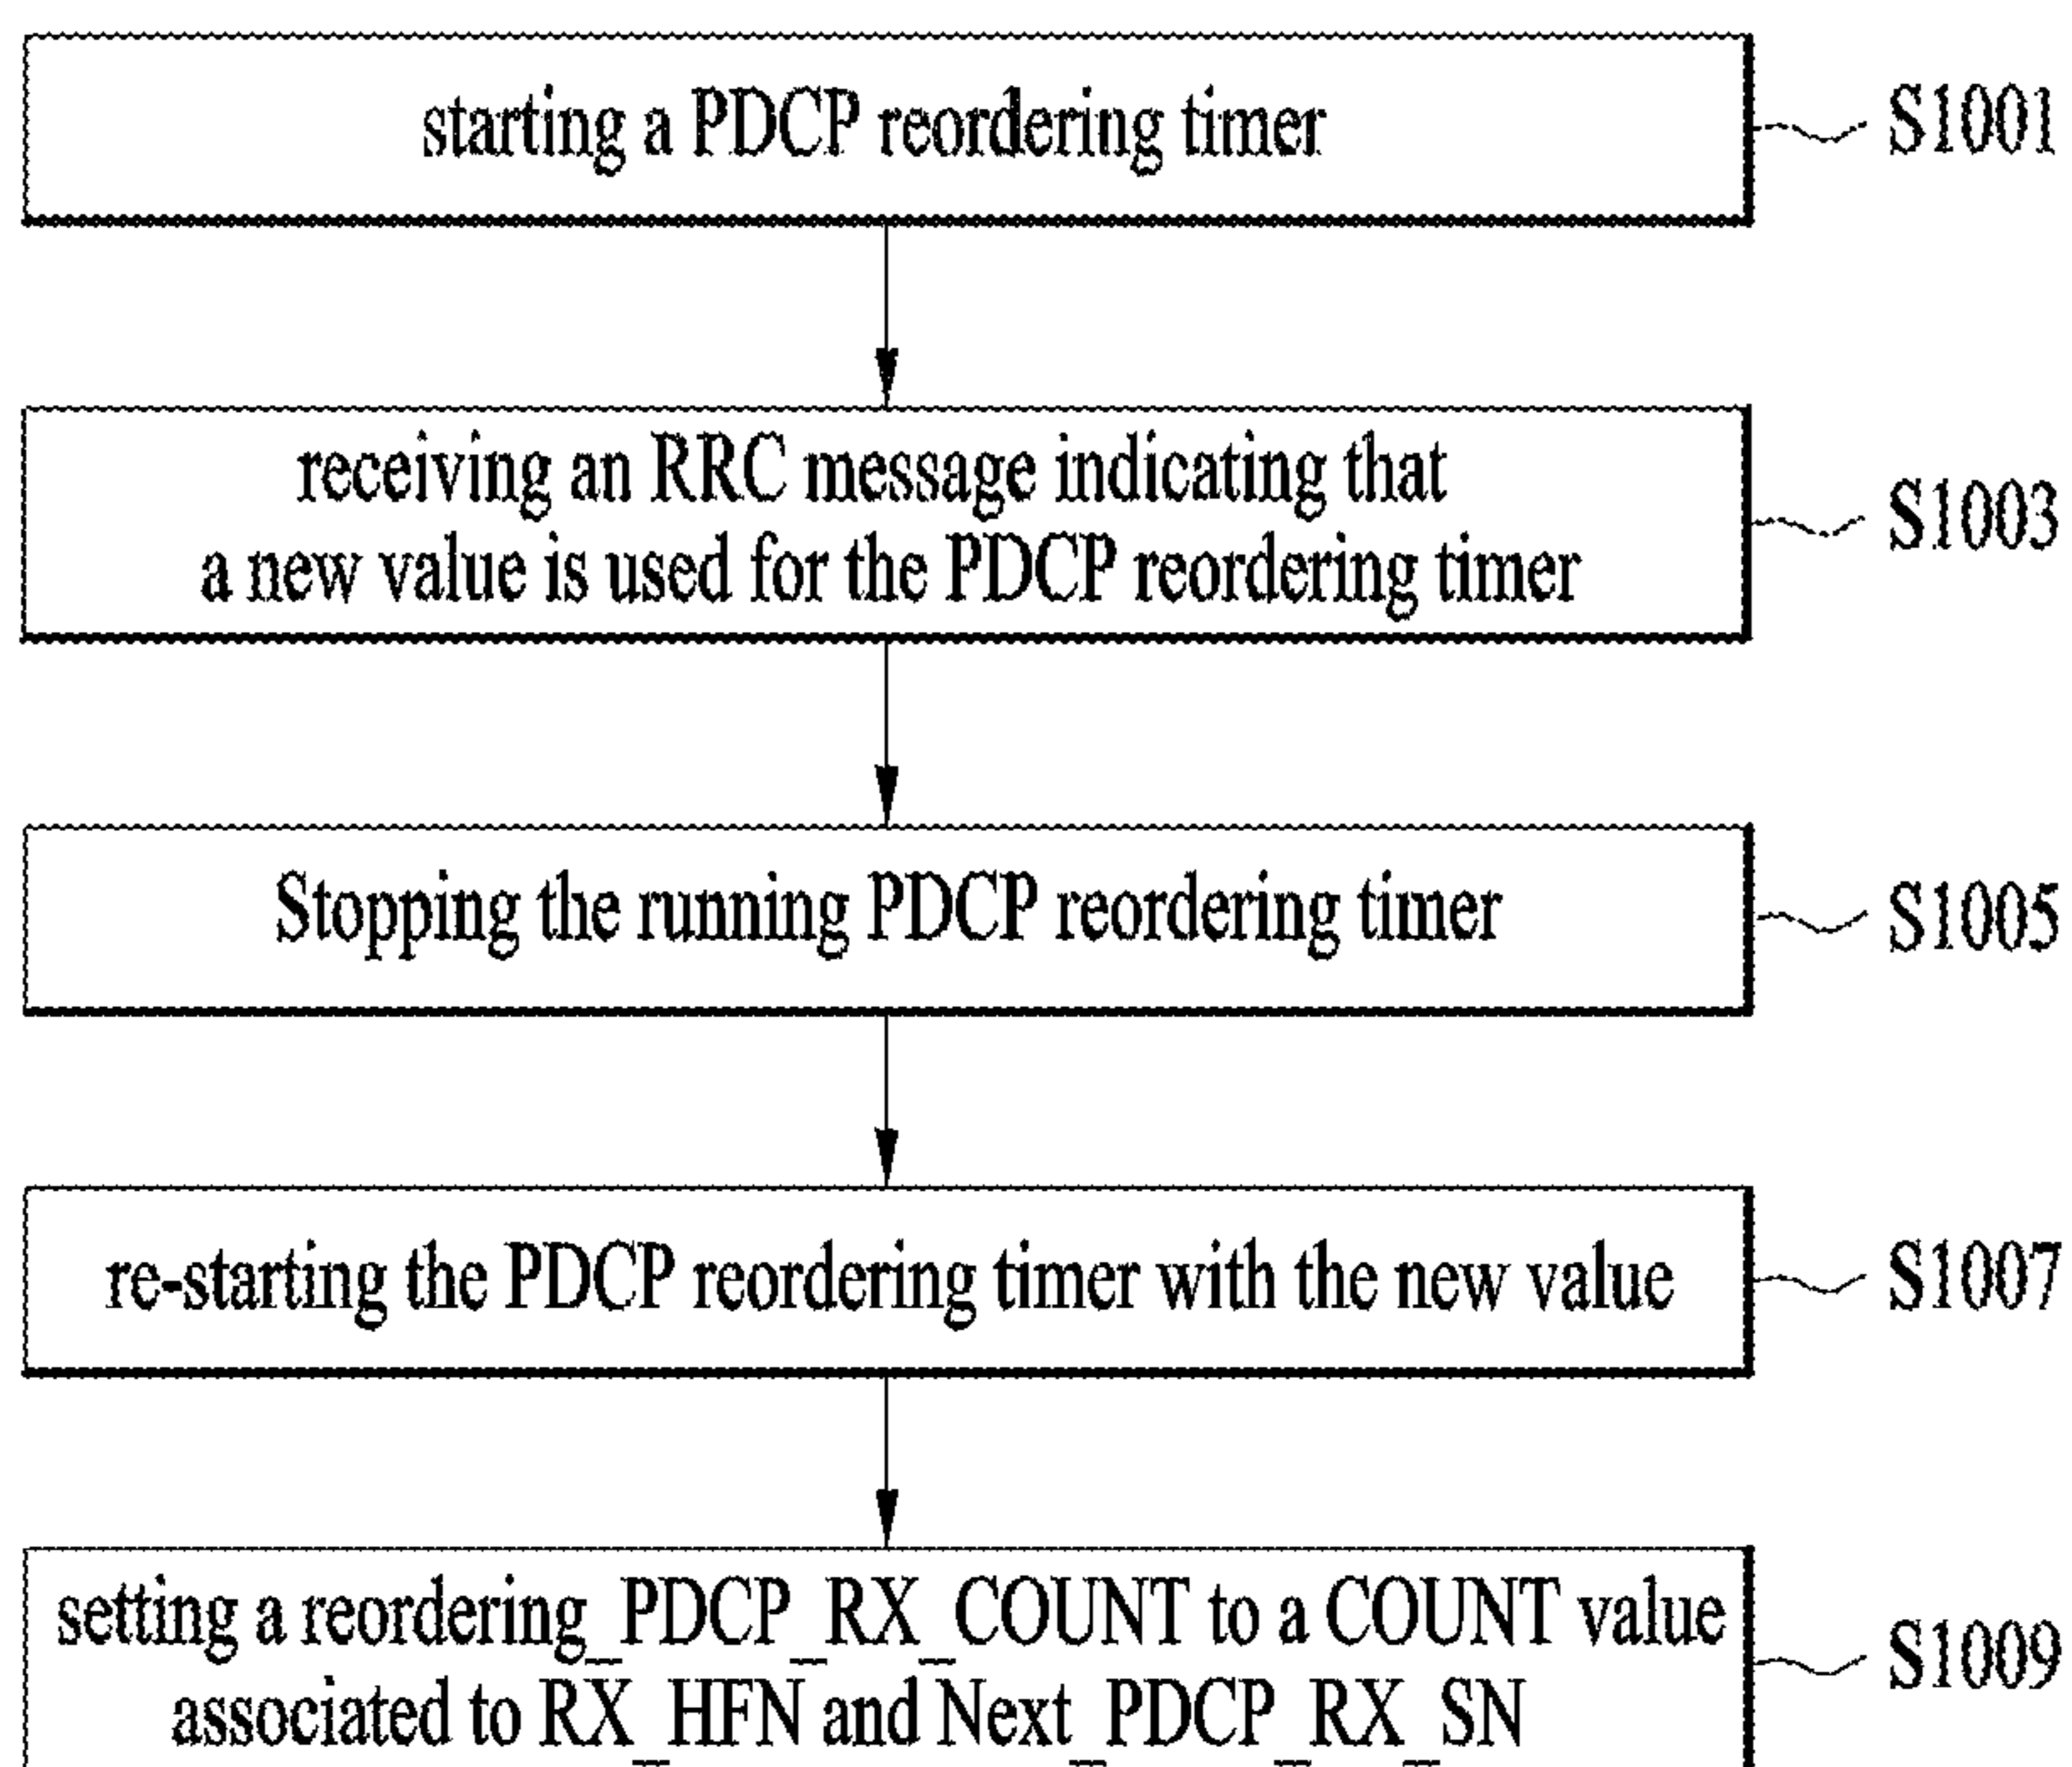 starting a PDCP reordering timer
S1001
receiving an RRC message indicating that
a new value is used for the PDCP reordering timer
S1003
Stopping the running PDCP reordering timer
S1005
re-starting the PDCP reordering timer with the new value
S1007
setting a reordering_PDCP_RX_COUNT to a COUNT value
associated to RX_HFN and Next_PDCP_RX_SN
S1009